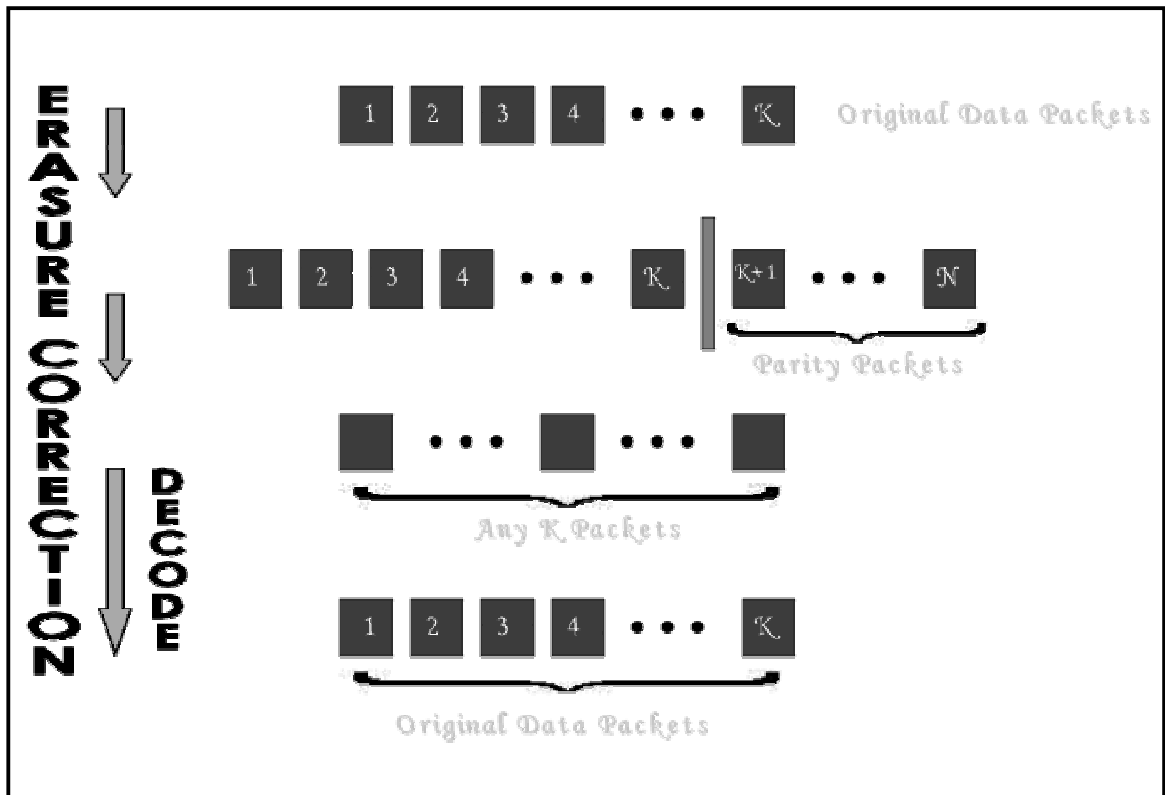 ERASURE CORRECTION
1 2 3 4 ••• K Original Data Packets
1 2 3 4 ••• K K+1 ••• N
Parity Packets
••• •••
Any K Packets
DECODE
1 2 3 4 ••• K
Original Data Packets